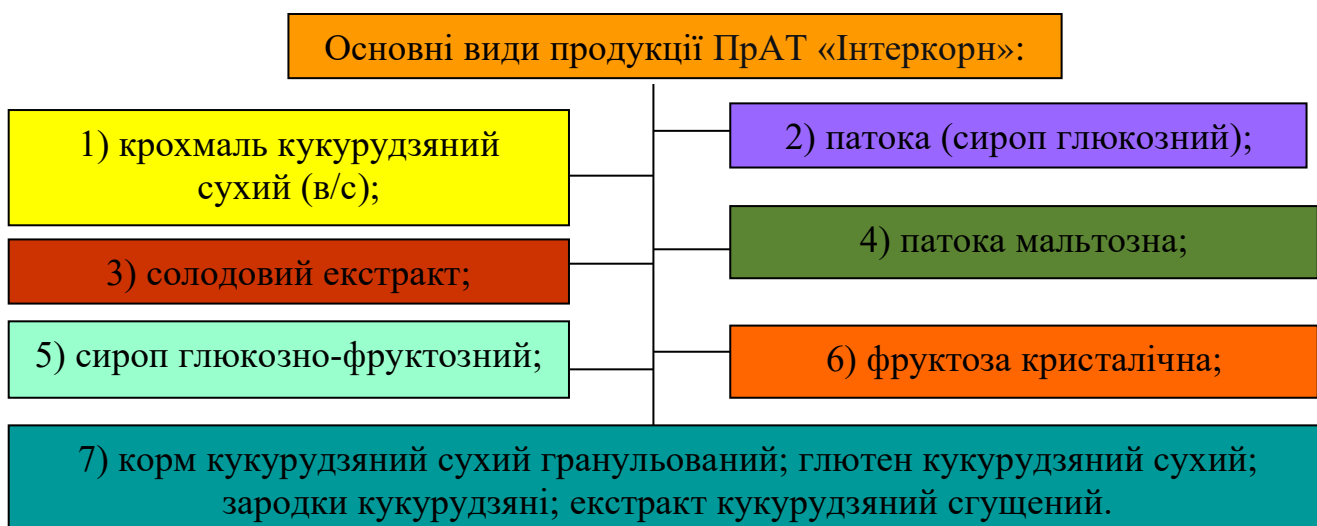 Основні види продукції ПрАТ «Інтеркорн»:
1) крохмаль кукурудзяний
сухий (в/с);
2) патока (сироп глюкозний);
3) солодовий екстракт;
4) патока мальтозна;
5) сироп глюкозно-фруктозний;
6) фруктоза кристалічна;
7) корм кукурудзяний сухий гранульований; глютен кукурудзяний сухий;
зародки кукурудзяні; екстракт кукурудзяний сгущений.